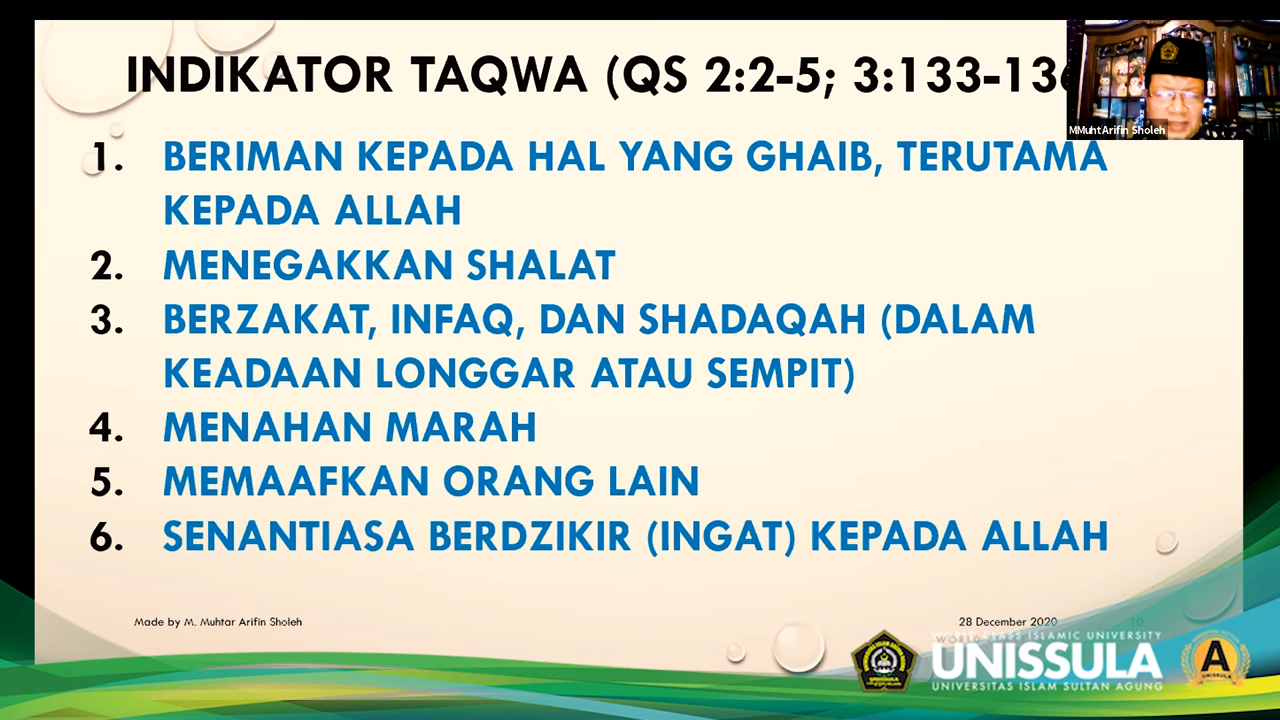 INDIKATOR TAQWA (QS 2:2-5; 3:133-136
MMuhtArifin Sholeh
1. BERIMAN KEPADA HAL YANG GHAIB, TERUTAMA
KEPADA ALLAH
2. MENEGAKKAN SHALAT
3. BERZAKAT, INFAQ, DAN SHADAQAH (DALAM
KEADAAN LONGGAR ATAU SEMPIT)
4. MENAHAN MARAH
5. MEMAAFKAN ORANG LAIN
6. SENANTIASA BERDZIKIR (INGAT) KEPADA ALLAH
Made by M. Muhtar Arifin Sholeh
28 December 2020
10
WORLD CLASS ISLAMIC UNIVERSITY
UNISSULA
UNIVERSITAS ISLAM SULTAN AGUNG
A
UNISSULA